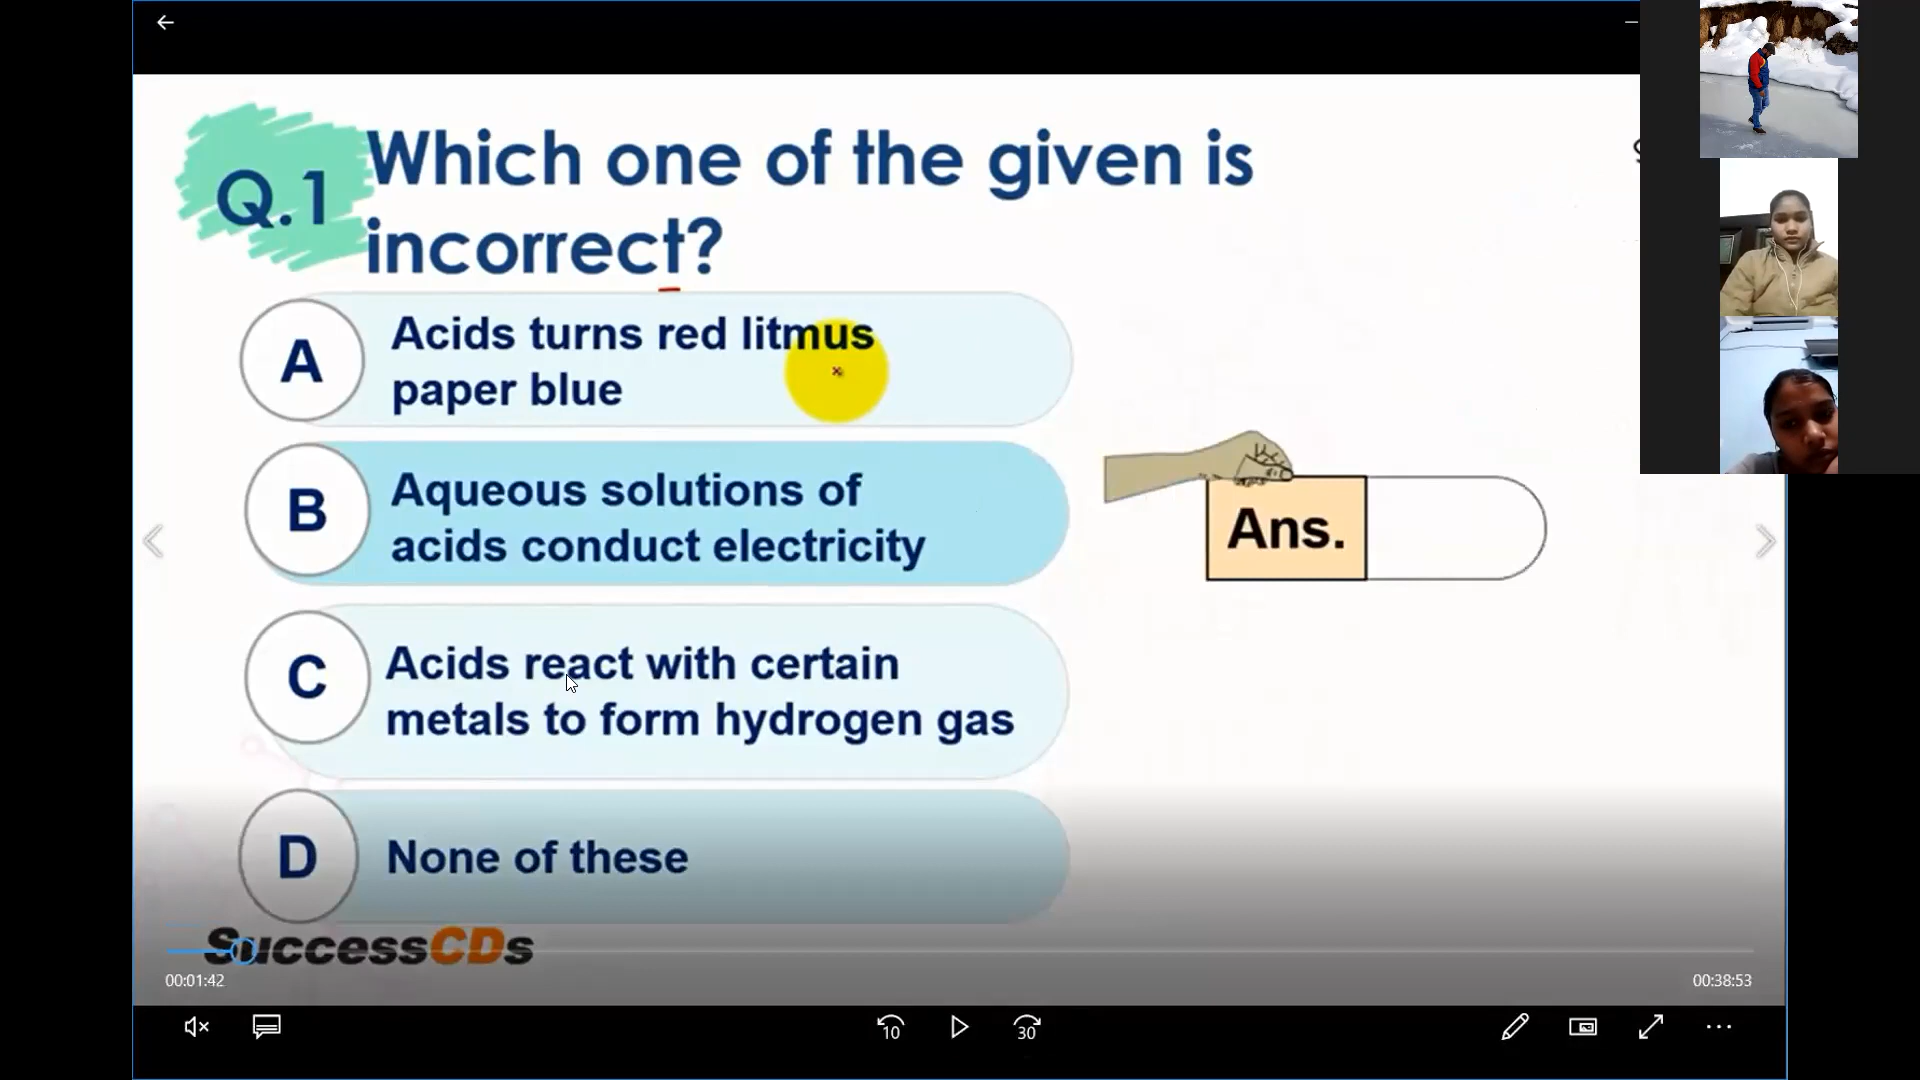 Q.1
Which one of the given is
incorrect?
A
Acids turns red litmus
paper blue
B
Aqueous solutions of
acids conduct electricity
Ans.
C
Acids react with certain
metals to form hydrogen gas
D
None of these
SuccessCDs
00:01:42
00:38:53
10
30